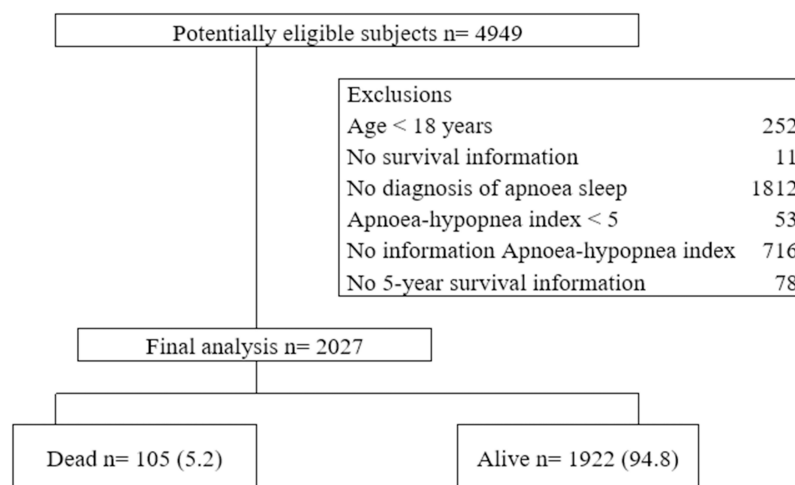 Potentially eligible subjects n= 4949
Exclusions
Age < 18 years 252
No survival information 11
No diagnosis of apnoea sleep 1812
Apnoea-hypopnea index < 5 53
No information Apnoea-hypopnea index 716
No 5-year survival information 78
Final analysis n= 2027
Dead n= 105 (5.2) Alive n= 1922 (94.8)